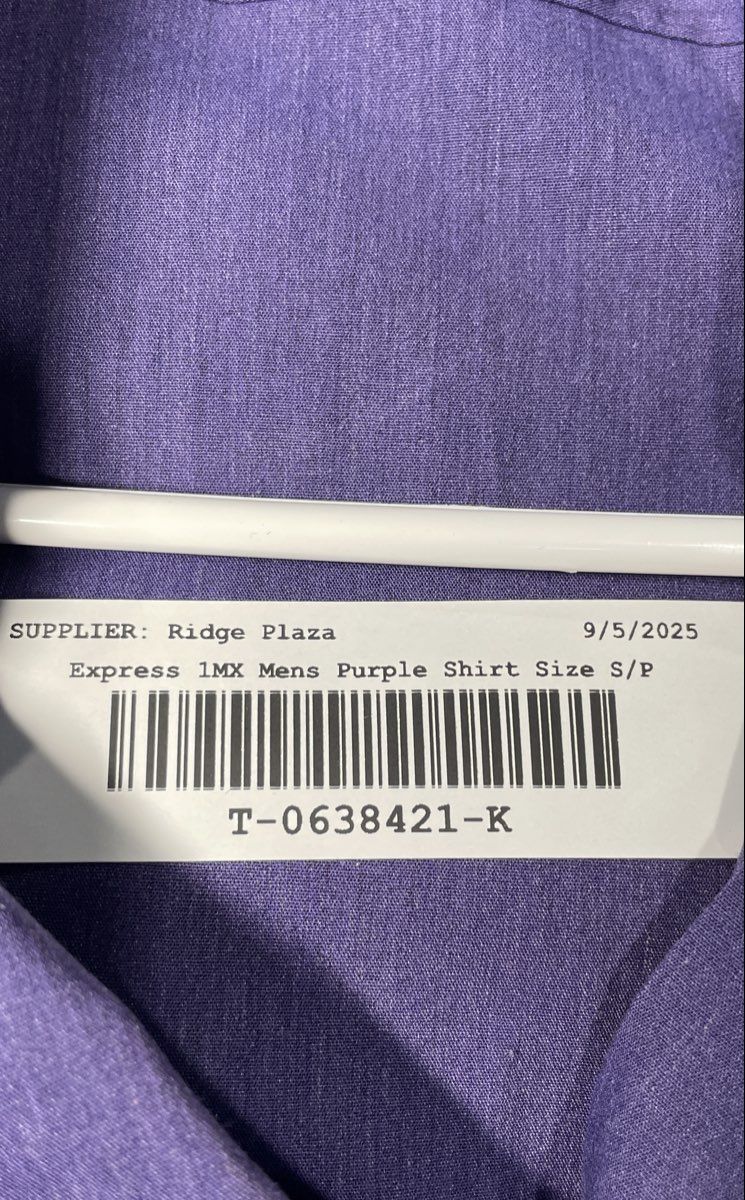 SUPPLIER: Ridge Plaza 9/5/2025
Express 1MX Mens Purple Shirt Size S/P
T-0638421-K